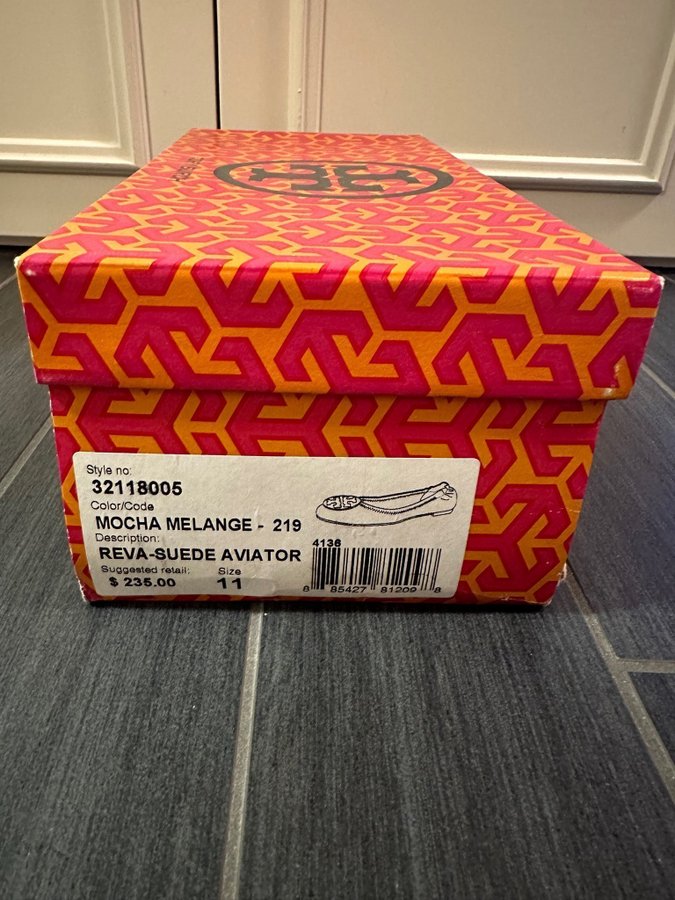 Style no:
32118005
Color/Code
MOCHA MELANGE - 219
Description:
REVA-SUEDE AVIATOR
Suggested retail: Size
$ 235.00 11
4136
8 85427 81209 8